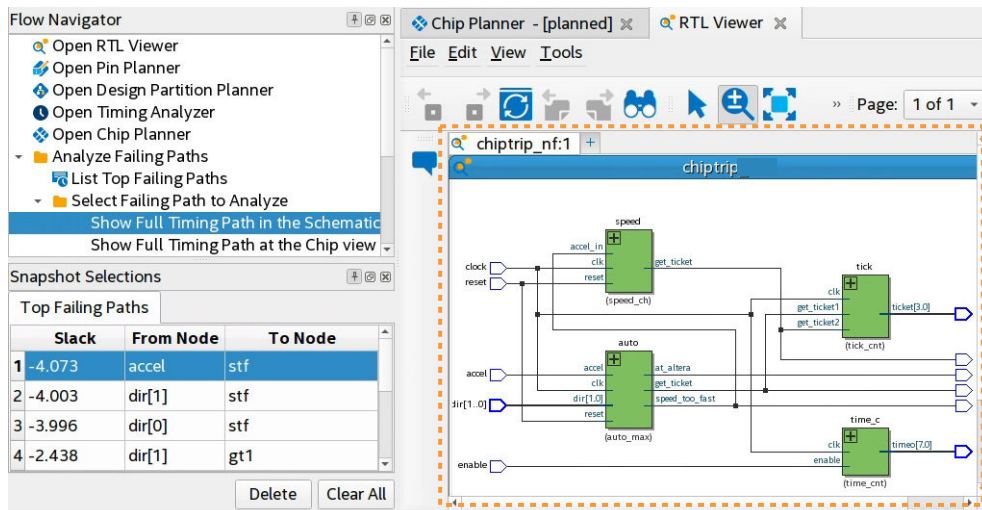 Flow Navigator
Open RTL Viewer
Open Pin Planner
Open Design Partition Planner
Open Timing Analyzer
Open Chip Planner
Analyze Failing Paths
List Top Failing Paths
Select Failing Path to Analyze
Show Full Timing Path in the Schematic
Show Full Timing Path at the Chip view
Snapshot Selections
Top Failing Paths
Slack From Node To Node
1 -4.073 accel stf
2 -4.003 dir[1] stf
3 -3.996 dir[0] stf
4 -2.438 dir[1] gt1
Delete Clear All
Chip Planner - [planned] RTL Viewer
File Edit View Tools
» Page: 1 of 1
chiptrip_nf:1 +
chiptrip_
speed
accel_in
clock clk get_ticket
reset reset
(speed_ch)
tick
clk
get_ticket1 ticket[3.0]
get_ticket2
(tick_cnt)
auto
accel accel at_altera
clk get_ticket
dir[1..0] dir[1.0] speed_too_fast
reset
(auto_max)
time_c
clk timeo[7.0]
enable enable
(time_cnt)